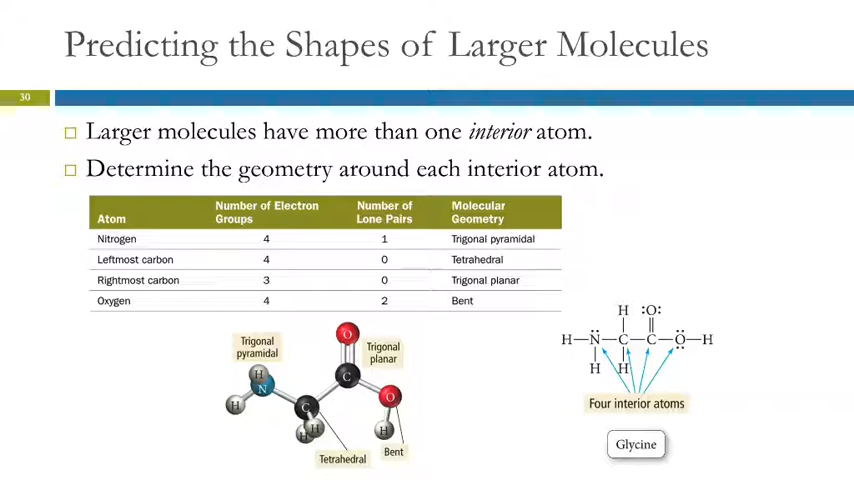 Predicting the Shapes of Larger Molecules
30
Larger molecules have more than one interior atom.
Determine the geometry around each interior atom.
Atom Number of Electron Groups Number of Lone Pairs Molecular Geometry
Nitrogen 4 1 Trigonal pyramidal
Leftmost carbon 4 0 Tetrahedral
Rightmost carbon 3 0 Trigonal planar
Oxygen 4 2 Bent
Trigonal
pyramidal
O
Trigonal
planar
H
N
C
H
C
O
H
H
H
Tetrahedral
Bent
H :O:
H—N—C—C—O—H
H H
Four interior atoms
Glycine